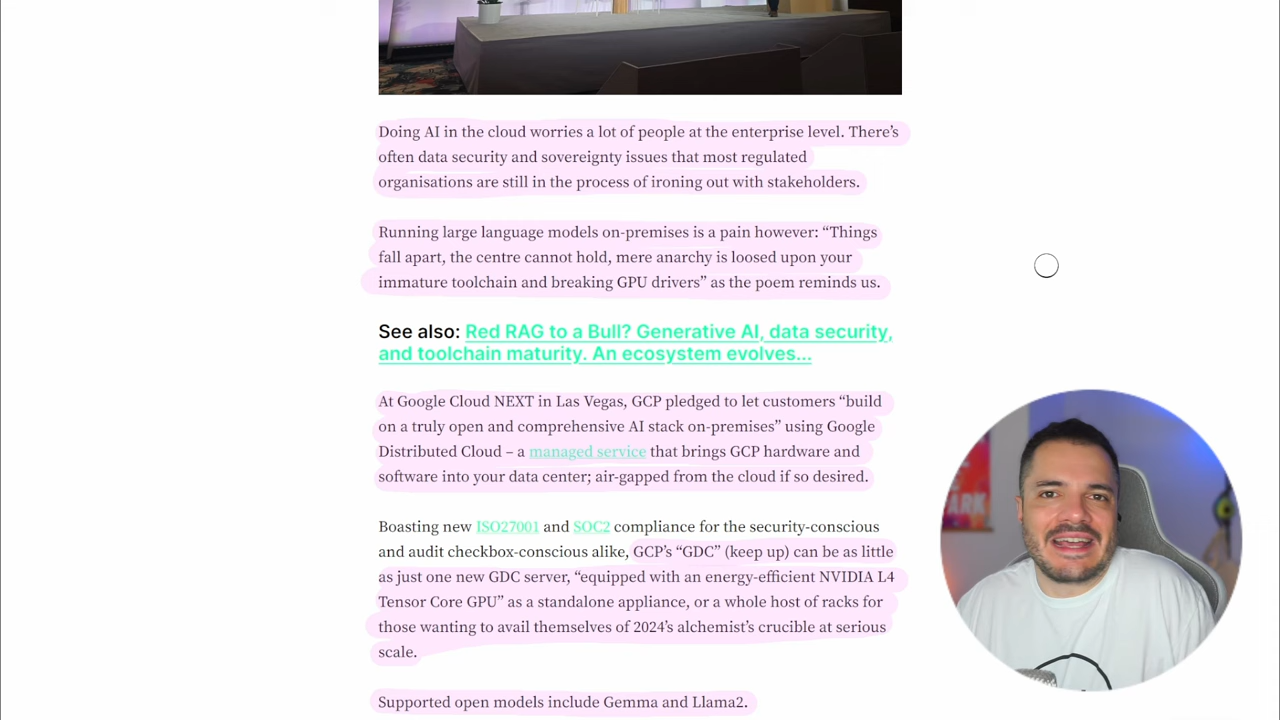 Doing AI in the cloud worries a lot of people at the enterprise level. There’s
often data security and sovereignty issues that most regulated
organisations are still in the process of ironing out with stakeholders.
Running large language models on-premises is a pain however: “Things
fall apart, the centre cannot hold, mere anarchy is loosed upon your
immature toolchain and breaking GPU drivers” as the poem reminds us.
See also: Red RAG to a Bull? Generative AI, data security,
and toolchain maturity. An ecosystem evolves...
At Google Cloud NEXT in Las Vegas, GCP pledged to let customers “build
on a truly open and comprehensive AI stack on-premises” using Google
Distributed Cloud – a managed service that brings GCP hardware and
software into your data center; air-gapped from the cloud if so desired.
Boasting new ISO27001 and SOC2 compliance for the security-conscious
and audit checkbox-conscious alike, GCP’s “GDC” (keep up) can be as little
as just one new GDC server, “equipped with an energy-efficient NVIDIA L4
Tensor Core GPU” as a standalone appliance, or a whole host of racks for
those wanting to avail themselves of 2024’s alchemist’s crucible at serious
scale.
Supported open models include Gemma and Llama2.